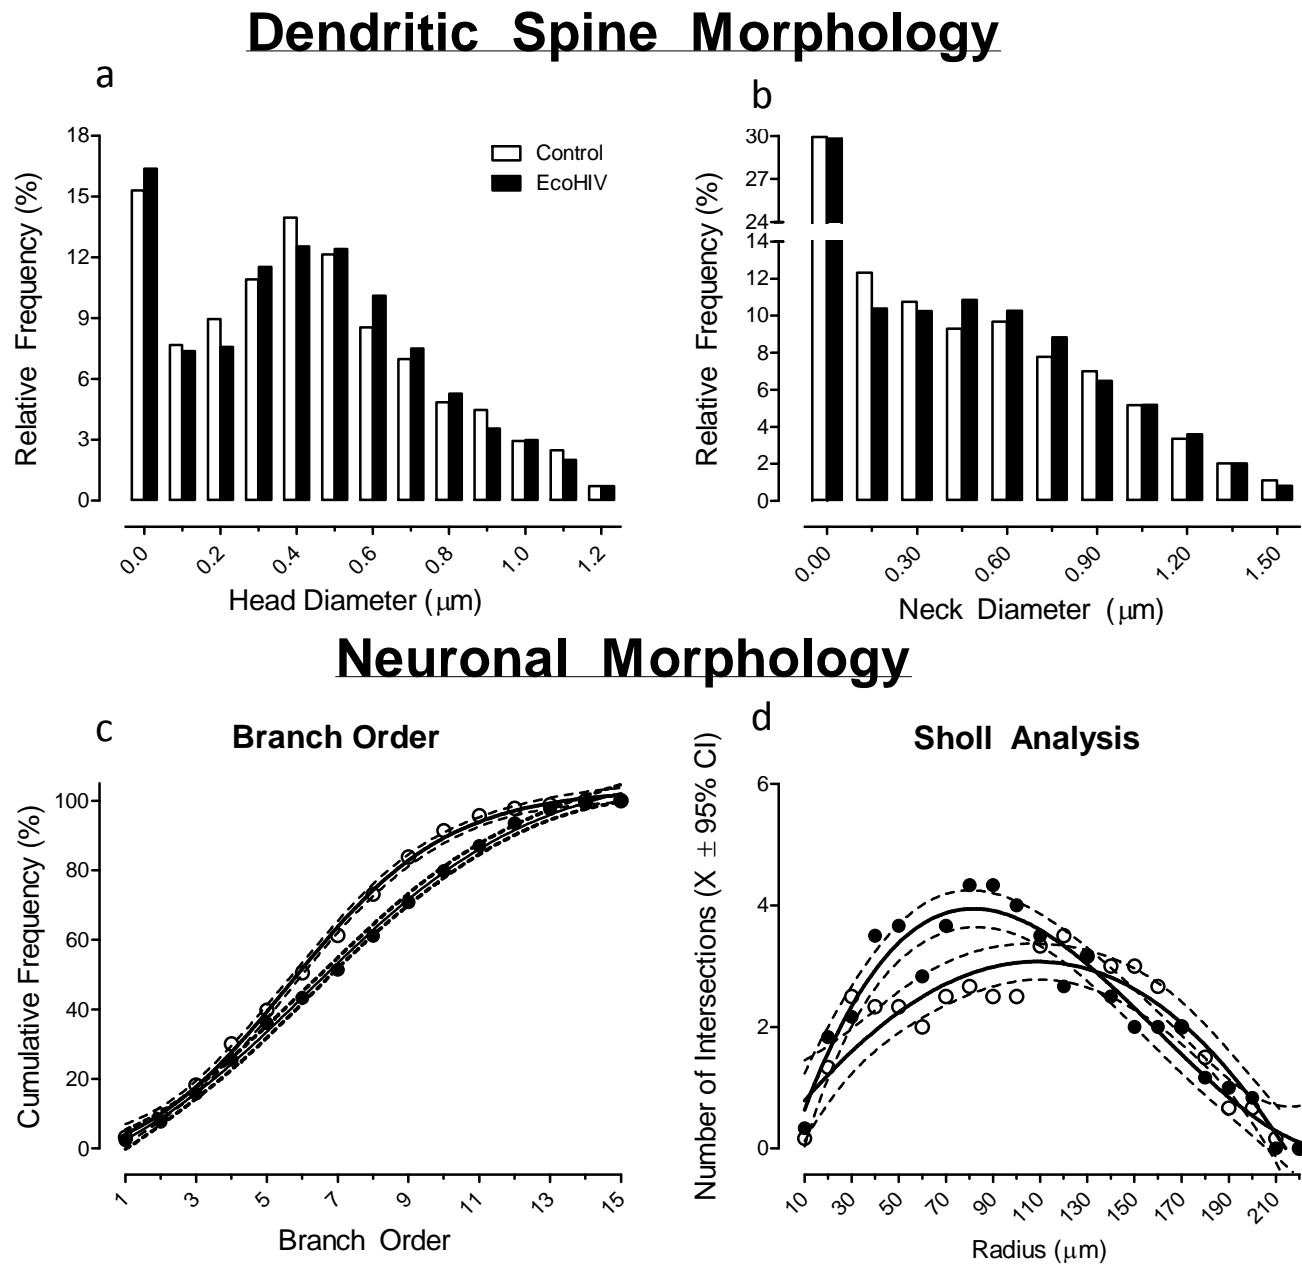 Dendritic Spine Morphology
a
b
Control
EcoHIV
Relative Frequency (%)
18
15
12
9
6
3
0
0.0 0.2 0.4 0.6 0.8 1.0 1.2
Head Diameter (μm)
Relative Frequency (%)
30
27
24
14
12
10
8
6
4
2
0
0.00 0.30 0.60 0.90 1.20 1.50
Neck Diameter (μm)
Neuronal Morphology
c
Branch Order
Cumulative Frequency (%)
100
80
60
40
20
0
1 3 5 7 9 11 13 15
Branch Order
d
Sholl Analysis
Number of Intersections (X ± 95% CI)
6
4
2
0
10 30 50 70 90 110 130 150 170 190 210
Radius (μm)